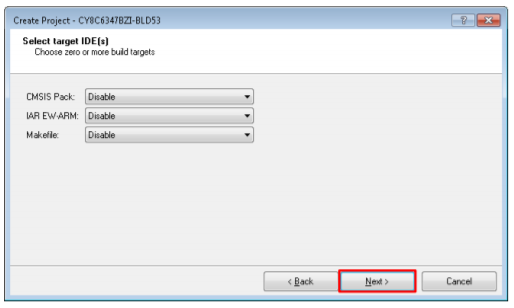 Create Project - CY8C6347BZI-BLD53
Select target IDE(s)
Choose zero or more build targets
CMSIS Pack: Disable
IAR EW-ARM: Disable
Makefile: Disable
< Back Next > Cancel